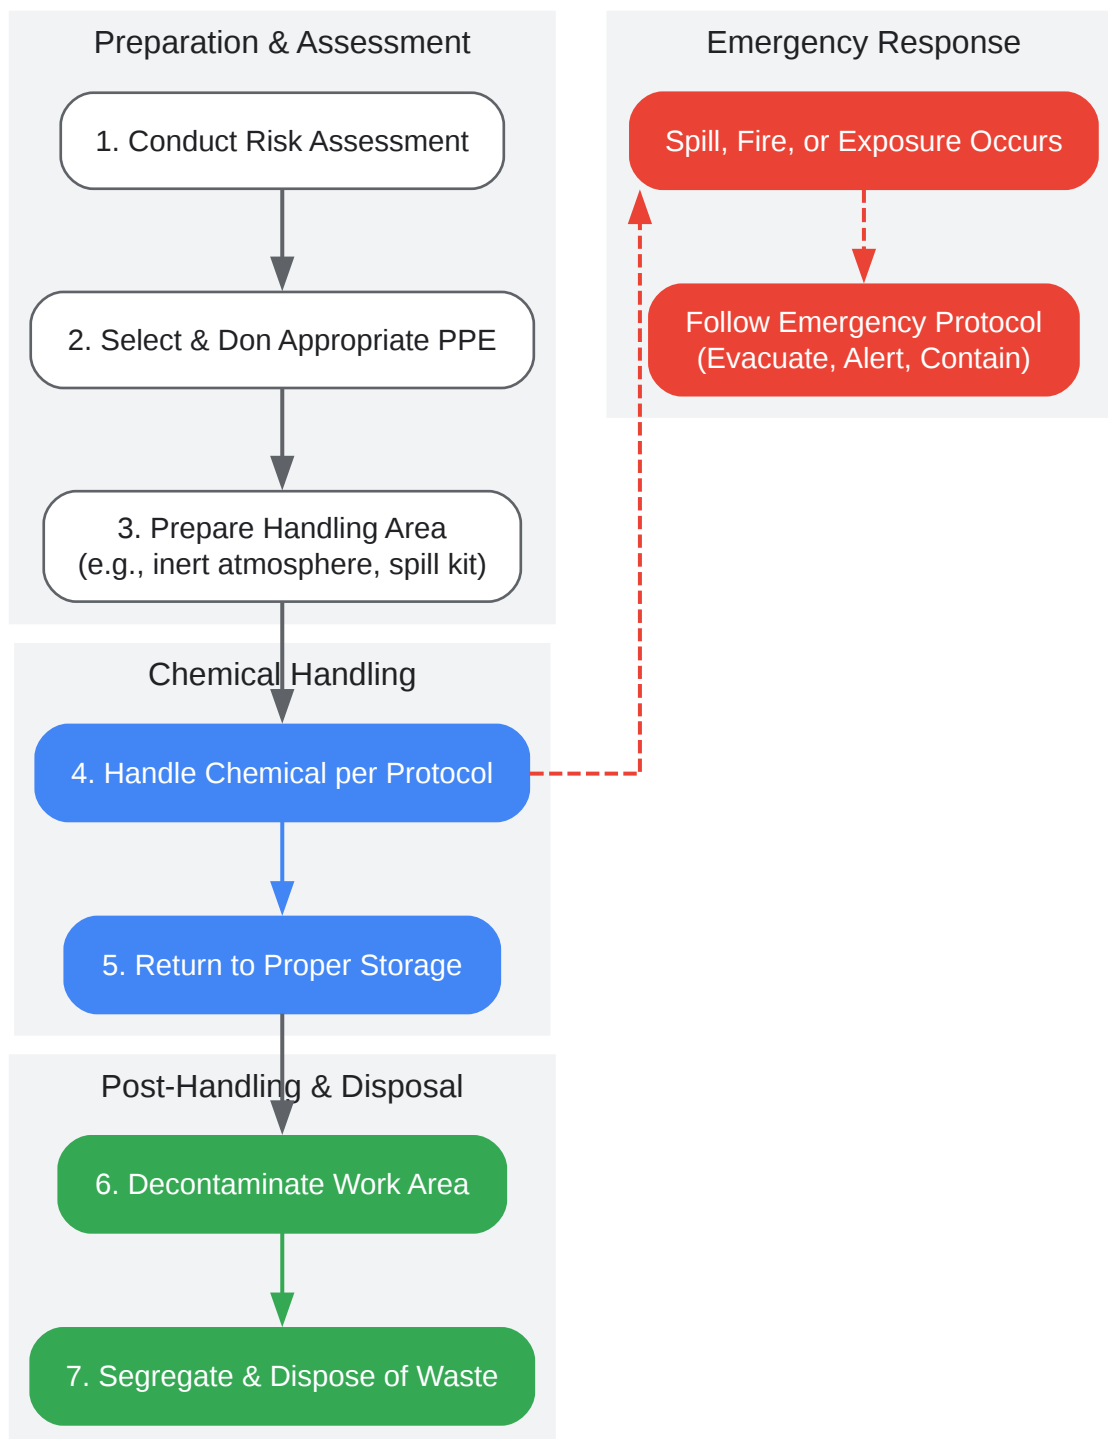 Preparation & Assessment
1. Conduct Risk Assessment
2. Select & Don Appropriate PPE
3. Prepare Handling Area
(e.g., inert atmosphere, spill kit)
Chemical Handling
4. Handle Chemical per Protocol
5. Return to Proper Storage
Post-Handling & Disposal
6. Decontaminate Work Area
7. Segregate & Dispose of Waste
Emergency Response
Spill, Fire, or Exposure Occurs
Follow Emergency Protocol
(Evacuate, Alert, Contain)